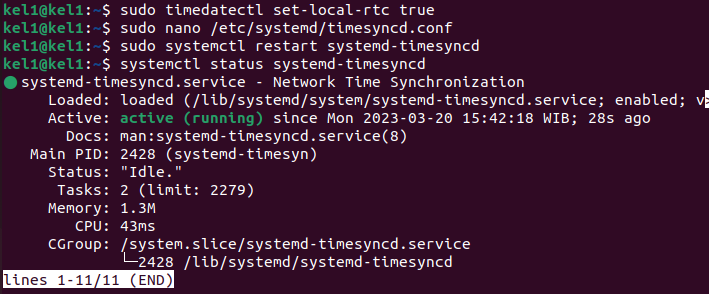 kel1@kel1:~$ sudo timedatectl set-local-rtc true
kel1@kel1:~$ sudo nano /etc/systemd/timesyncd.conf
kel1@kel1:~$ sudo systemctl restart systemd-timesyncd
kel1@kel1:~$ systemctl status systemd-timesyncd
● systemd-timesyncd.service - Network Time Synchronization
     Loaded: loaded (/lib/systemd/system/systemd-timesyncd.service; enabled; v>
     Active: active (running) since Mon 2023-03-20 15:42:18 WIB; 28s ago
       Docs: man:systemd-timesyncd.service(8)
   Main PID: 2428 (systemd-timesyn)
     Status: "Idle."
      Tasks: 2 (limit: 2279)
     Memory: 1.3M
        CPU: 43ms
     CGroup: /system.slice/systemd-timesyncd.service
             └─2428 /lib/systemd/systemd-timesyncd
lines 1-11/11 (END)